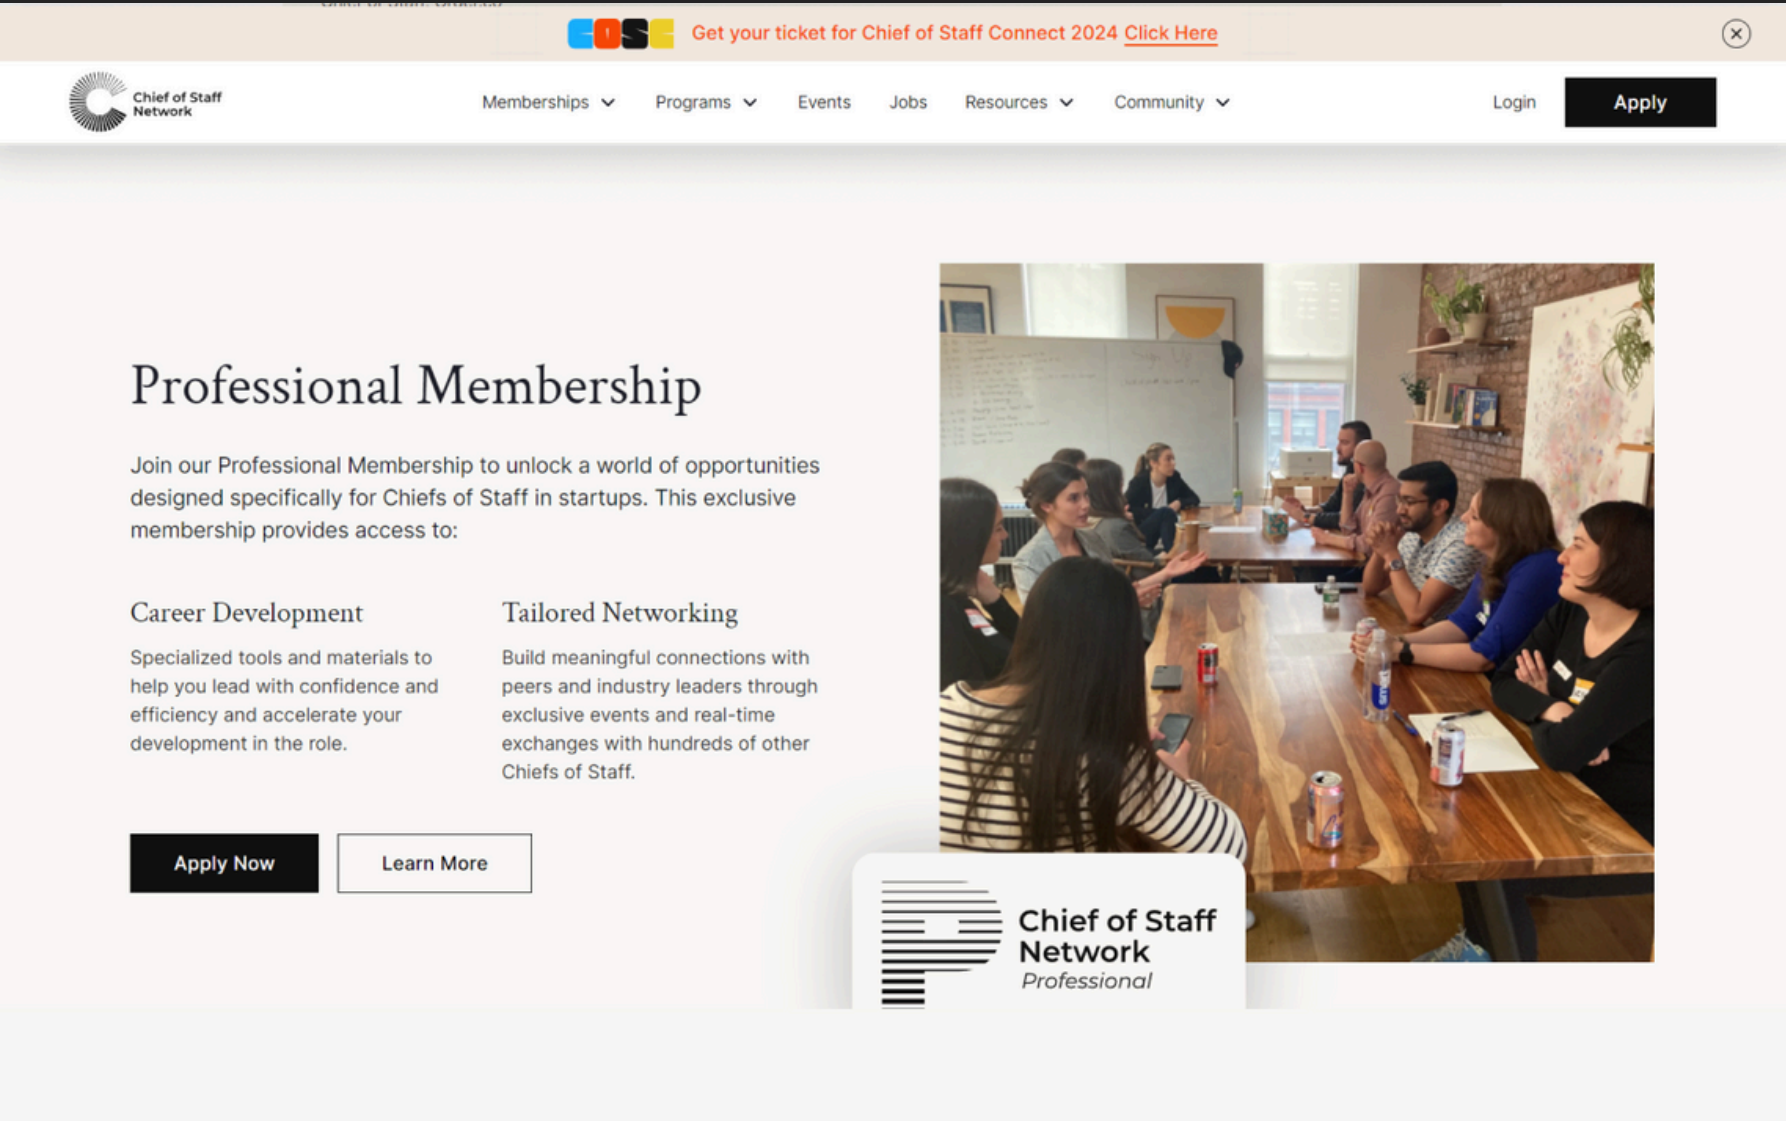 Get your ticket for Chief of Staff Connect 2024 Click Here
Chief of Staff
Network
Memberships
Programs
Events
Jobs
Resources
Community
Login
Apply
Professional Membership
Join our Professional Membership to unlock a world of opportunities
designed specifically for Chiefs of Staff in startups. This exclusive
membership provides access to:
Career Development
Specialized tools and materials to
help you lead with confidence and
efficiency and accelerate your
development in the role.
Tailored Networking
Build meaningful connections with
peers and industry leaders through
exclusive events and real-time
exchanges with hundreds of other
Chiefs of Staff.
Apply Now
Learn More
Chief of Staff
Network
Professional